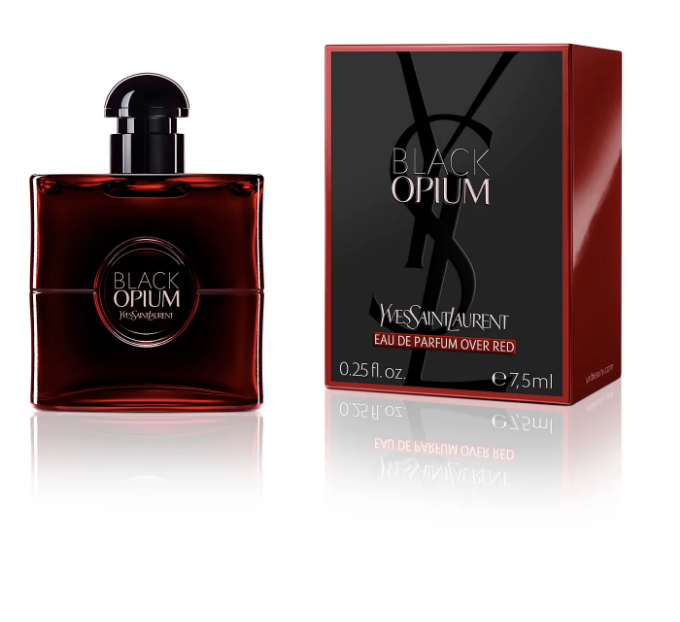 BLACK
OPIUM
YVESSAINTLAURENT
BLACK
OPIUM
YVESSAINTLAURENT
EAU DE PARFUM OVER RED
0.25 fl. oz.
℮7,5ml